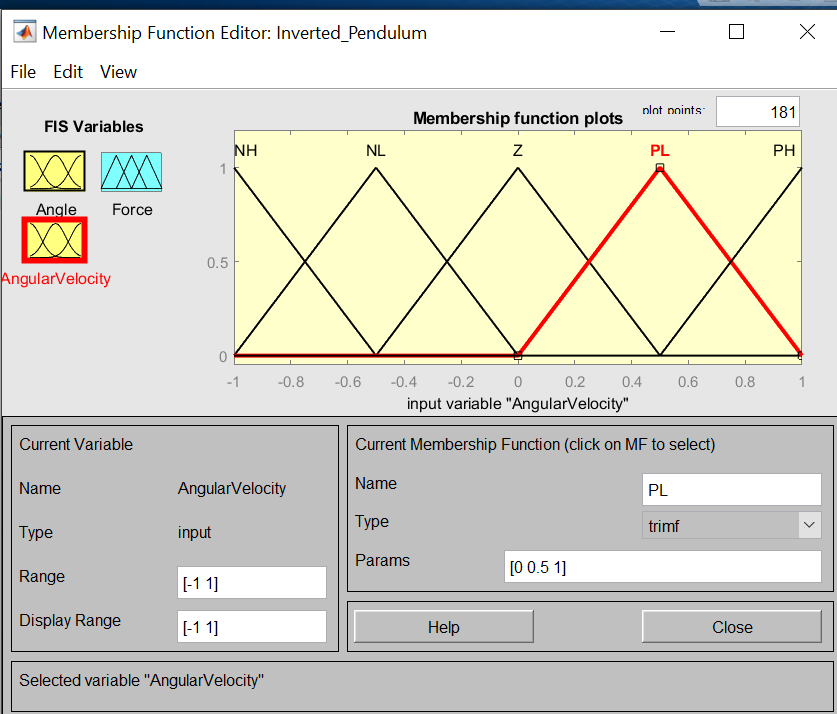 Membership Function Editor: Inverted_Pendulum
File Edit View
FIS Variables
Angle
Force
AngularVelocity
Membership function plots
plot points:
181
NH NL Z PL PH
1
0.5
0
-1 -0.8 -0.6 -0.4 -0.2 0 0.2 0.4 0.6 0.8 1
input variable "AngularVelocity"
Current Variable
Name AngularVelocity
Type input
Range [-1 1]
Display Range [-1 1]
Current Membership Function (click on MF to select)
Name PL
Type trimf
Params [0 0.5 1]
Help Close
Selected variable "AngularVelocity"